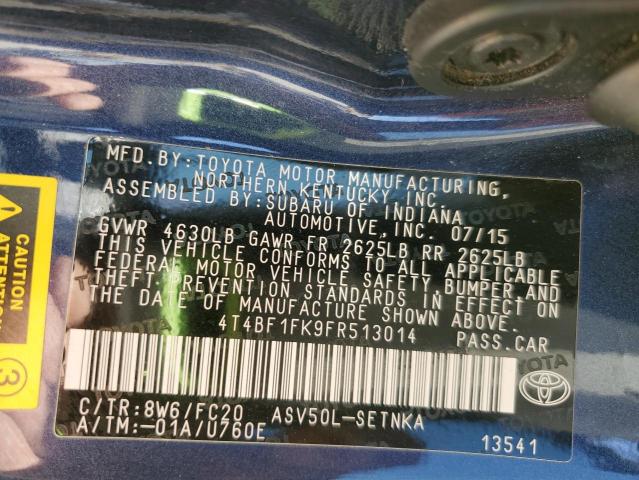 MFD.BY:TOYOTA MOTOR MANUFACTURING,
NORTHERN KENTUCKY, INC.
ASSEMBLED BY:SUBARU OF INDIANA
AUTOMOTIVE,INC. 07/15
GVWR 4630LB GAWR FR 2625LB RR 2625LB
THIS VEHICLE CONFORMS TO ALL APPLICABLE
FEDERAL MOTOR VEHICLE SAFETY,BUMPER,AND
THEFT PREVENTION STANDARDS IN EFFECT ON
THE DATE OF MANUFACTURE SHOWN ABOVE.
4T4BF1FK9FR513014 PASS.CAR
C/TR:8W6/FC20 ASV50L-SETNKA
A/TM:-01A/U760E
13541
TOYOTA
CAUTION
ATTENTION
3